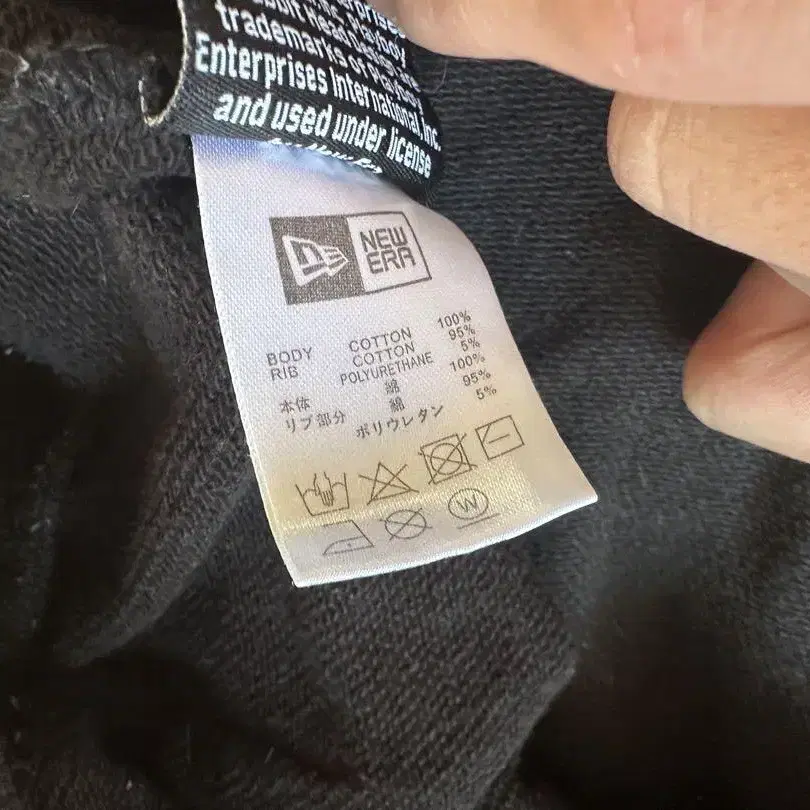 trademarks of Playboy
Enterprises International, Inc.
and used under license
NEW
ERA
BODY COTTON 100%
RIB COTTON 95%
POLYURETHANE 5%
本体 綿 100%
リブ部分 綿 95%
ポリウレタン 5%
W